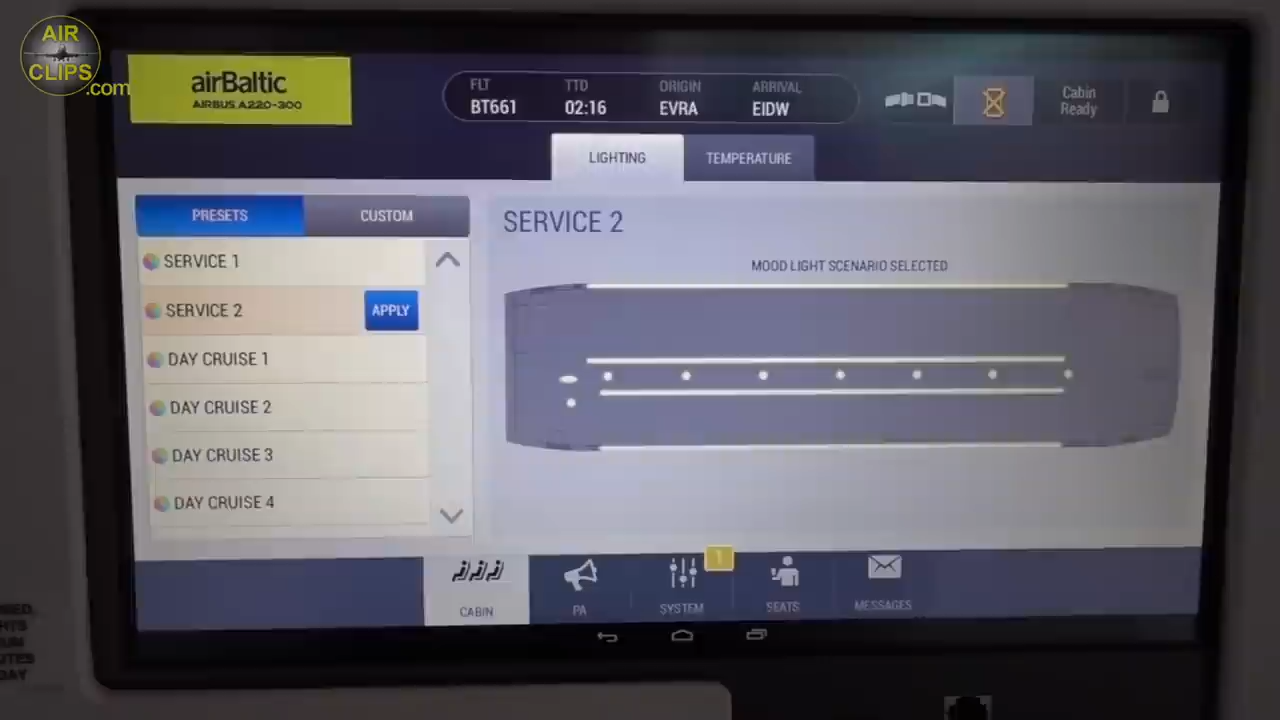 AIR
CLIPS
.com
airBaltic
AIRBUS A220-300
FLT
BT661
TTD
02:16
ORIGIN
EVRA
ARRIVAL
EIDW
Cabin
Ready
LIGHTING
TEMPERATURE
PRESETS
CUSTOM
SERVICE 1
SERVICE 2
APPLY
DAY CRUISE 1
DAY CRUISE 2
DAY CRUISE 3
DAY CRUISE 4
SERVICE 2
MOOD LIGHT SCENARIO SELECTED
CABIN
PA
SYSTEM
1
SEATS
MESSAGES